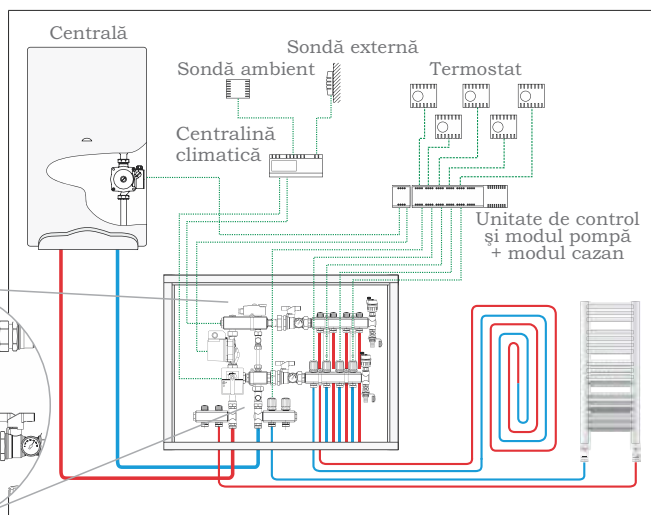 Centrală
Sondă externă
Sondă ambient
Termostat
Centralină
climatică
Unitate de control
şi modul pompă
+ modul cazan